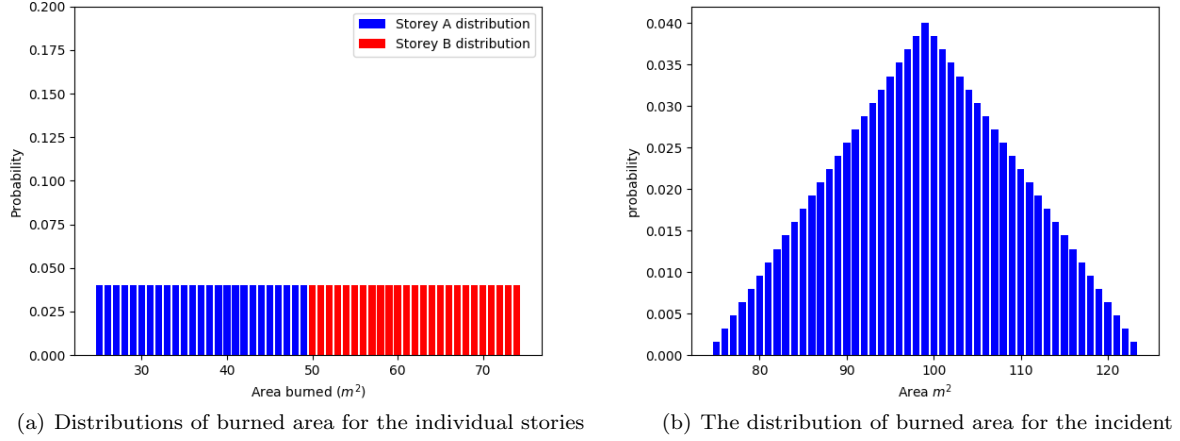 0.200
0.175
0.150
0.125
0.100
0.075
0.050
0.025
0.000
Probability
Storey A distribution
Storey B distribution
30 40 50 60 70
Area burned (m²)
(a) Distributions of burned area for the individual stories
0.040
0.035
0.030
0.025
0.020
0.015
0.010
0.005
0.000
probability
80 90 100 110 120
Area m²
(b) The distribution of burned area for the incident